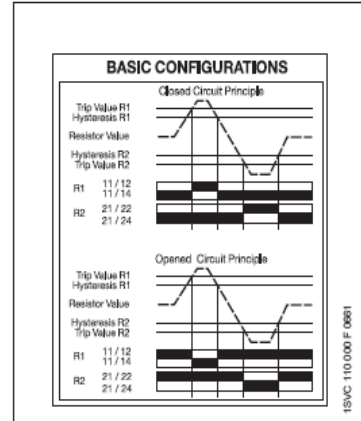 BASIC CONFIGURATIONS
Closed Circuit Principle
Trip Value R1
Hysteresis R1
Resistor Value
Hysteresis R2
Trip Value R2
R1 11 / 12
11 / 14
R2 21 / 22
21 / 24
Opened Circuit Principle
Trip Value R1
Hysteresis R1
Resistor Value
Hysteresis R2
Trip Value R2
R1 11 / 12
11 / 14
R2 21 / 22
21 / 24
1SVC 110 000 F 0661